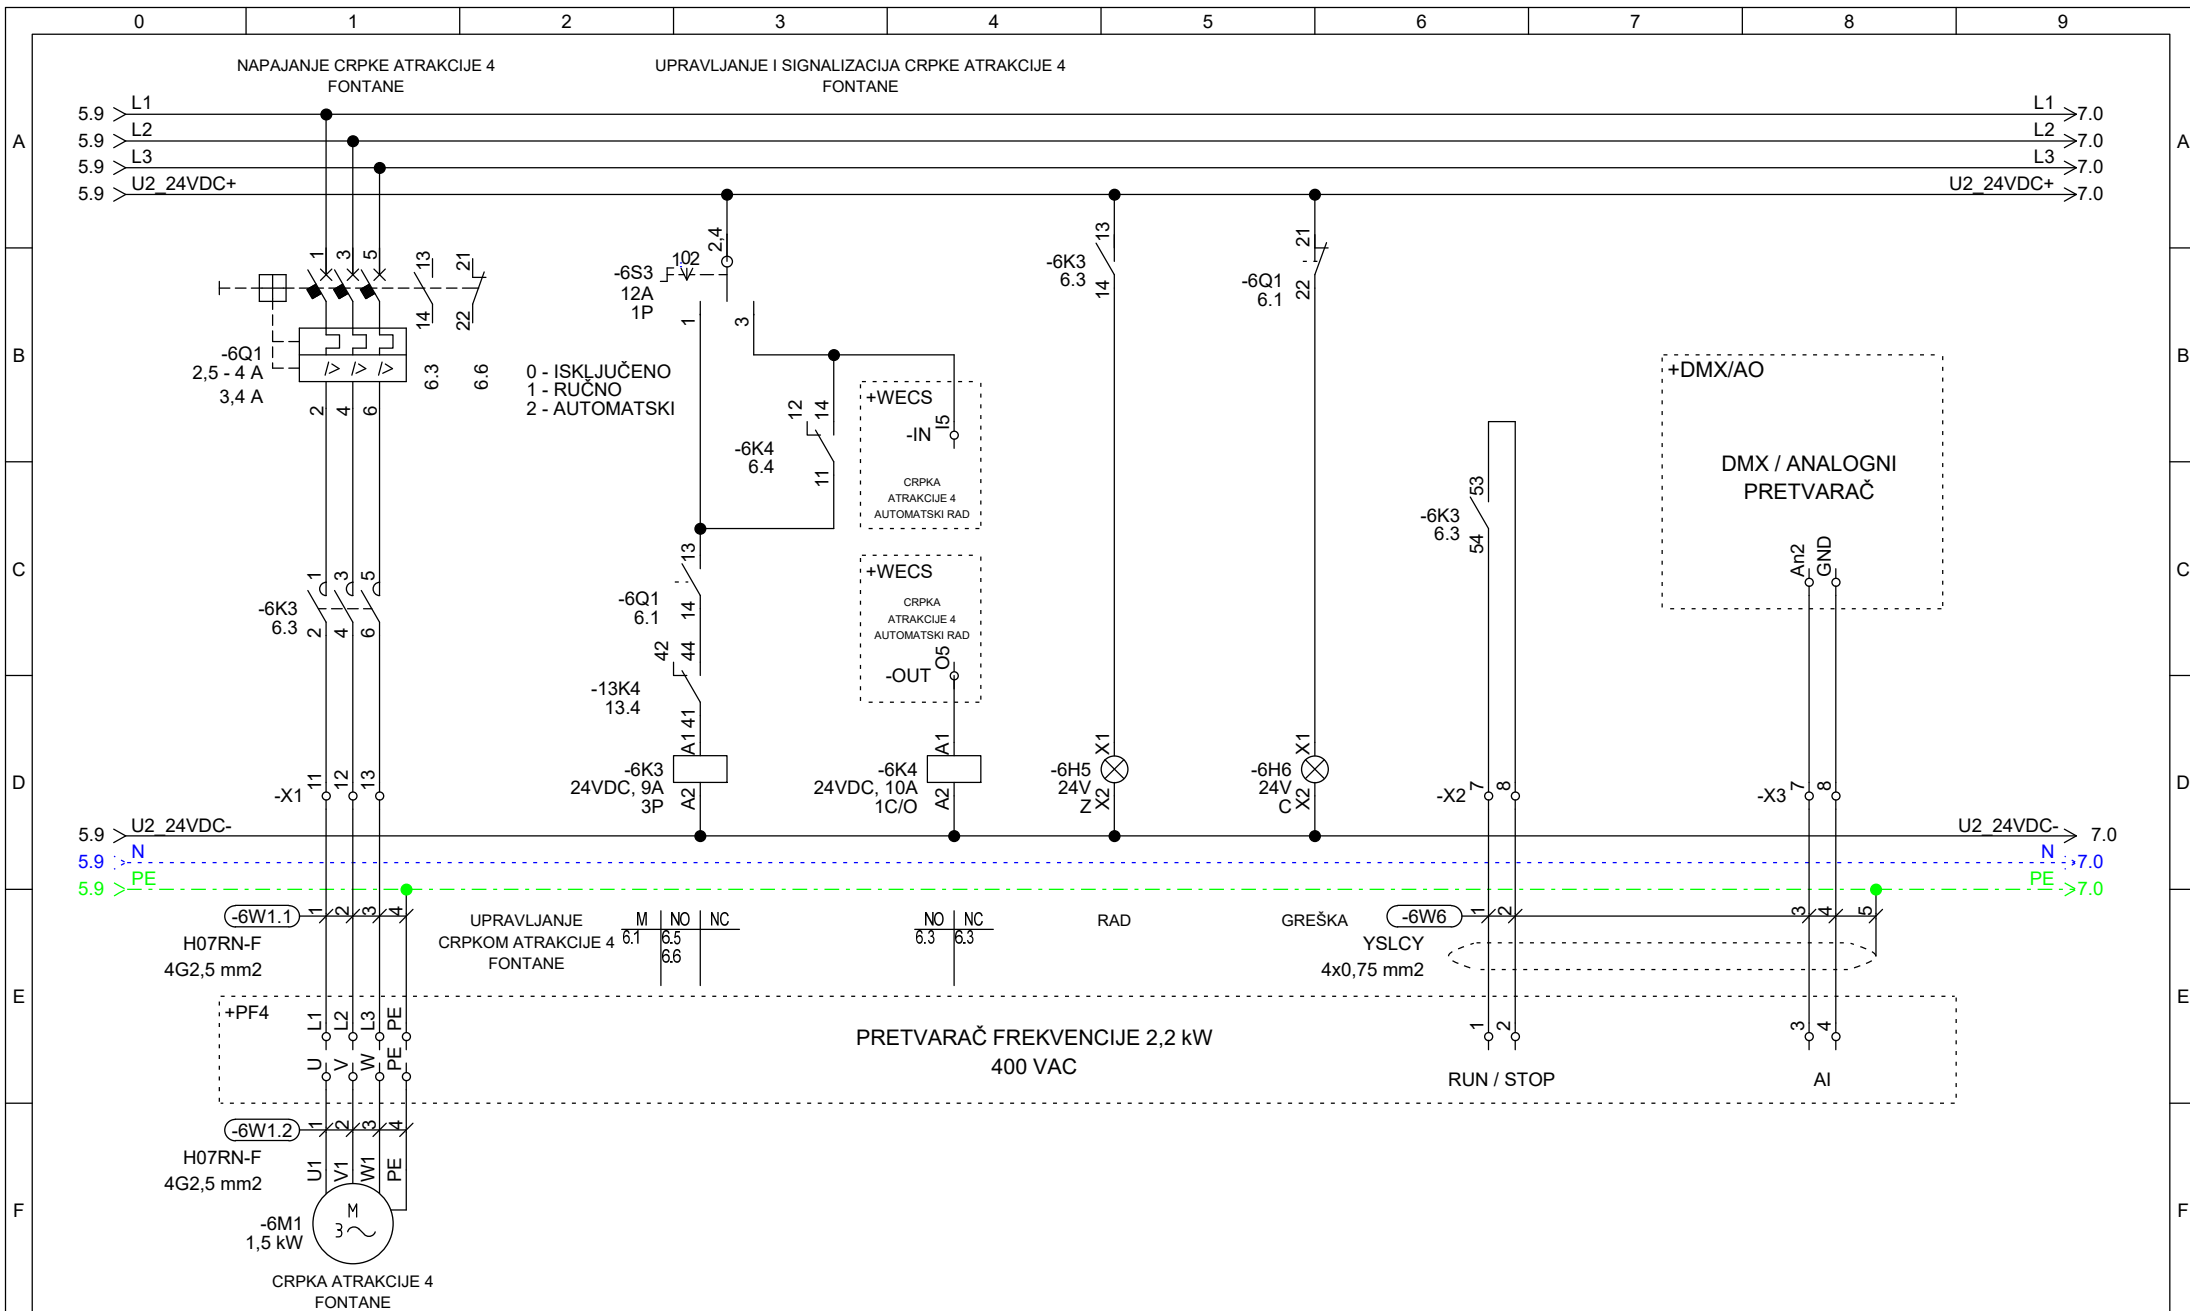 0 1 2 3 4 5 6 7 8 9
NAPAJANJE CRPKE ATRAKCIJE 4
FONTANE
UPRAVLJANJE I SIGNALIZACIJA CRPKE ATRAKCIJE 4
FONTANE
A A
5.9 L1 L1 7.0
5.9 L2 L2 7.0
5.9 L3 L3 7.0
5.9 U2_24VDC+ U2_24VDC+ 7.0
1 3 5 13 21
14 22
-6Q1
2,5 - 4 A
3,4 A
I> I> I>
2 4 6
6.3 6.6
0 - ISKLJUČENO
1 - RUČNO
2 - AUTOMATSKI
-6S3
12A
1P
1 0 2
2,4
1 3
12 14
-6K4
6.4
11
+WECS
-IN I5
CRPKA
ATRAKCIJE 4
AUTOMATSKI RAD
13
-6K3
6.3
14
21
-6Q1
6.1
22
B B
+DMX/AO
DMX / ANALOGNI
PRETVARAČ
An2 GND
53
-6K3
6.3
54
C C
1 3 5
-6K3
6.3
2 4 6
13
-6Q1
6.1
14
42 44
-13K4
13.4
41
+WECS
CRPKA
ATRAKCIJE 4
AUTOMATSKI RAD
-OUT O5
D D
-X1 11 12 13
A1
-6K3
24VDC, 9A
3P
A2
A1
-6K4
24VDC, 10A
1C/O
A2
X1
-6H5
24V
Z
X2
X1
-6H6
24V
C
X2
-X2 7 8
-X3 7 8
5.9 U2_24VDC- U2_24VDC- 7.0
5.9 N N 7.0
5.9 PE PE 7.0
-6W1.1 1 2 3 4
H07RN-F
4G2,5 mm2
UPRAVLJANJE
CRPKOM ATRAKCIJE 4
FONTANE
M NO NC
6.1 6.5
6.6
NO NC
6.3 6.3
RAD
GREŠKA
-6W6 1 2 3 4 5
YSLCY
4x0,75 mm2
E E
+PF4
L1 L2 L3 PE
U V W PE
PRETVARAČ FREKVENCIJE 2,2 kW
400 VAC
1 2 3 4
RUN / STOP
AI
-6W1.2 1 2 3 4
H07RN-F
4G2,5 mm2
U1 V1 W1 PE
F F
M
3
-6M1
1,5 kW
CRPKA ATRAKCIJE 4
FONTANE